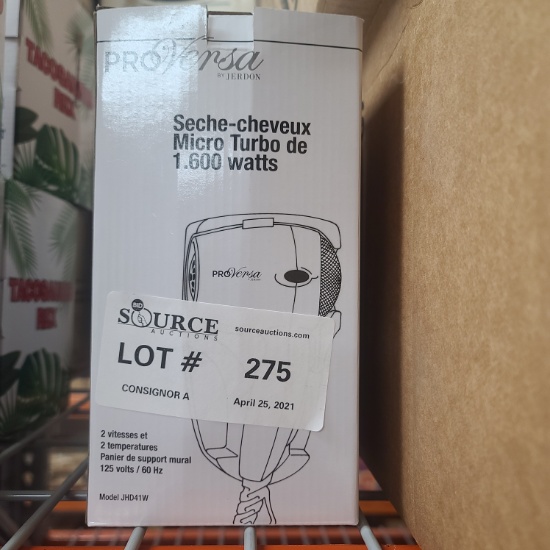 PROVersa
BY JERDON
Seche-cheveux
Micro Turbo de
1.600 watts
PROVersa
BID
SOURCE
AUCTIONS
sourceauctions.com
LOT # 275
CONSIGNOR A
April 25, 2021
2 vitesses et
2 temperatures
Panier de support mural
125 volts / 60 Hz
Model JHD41W